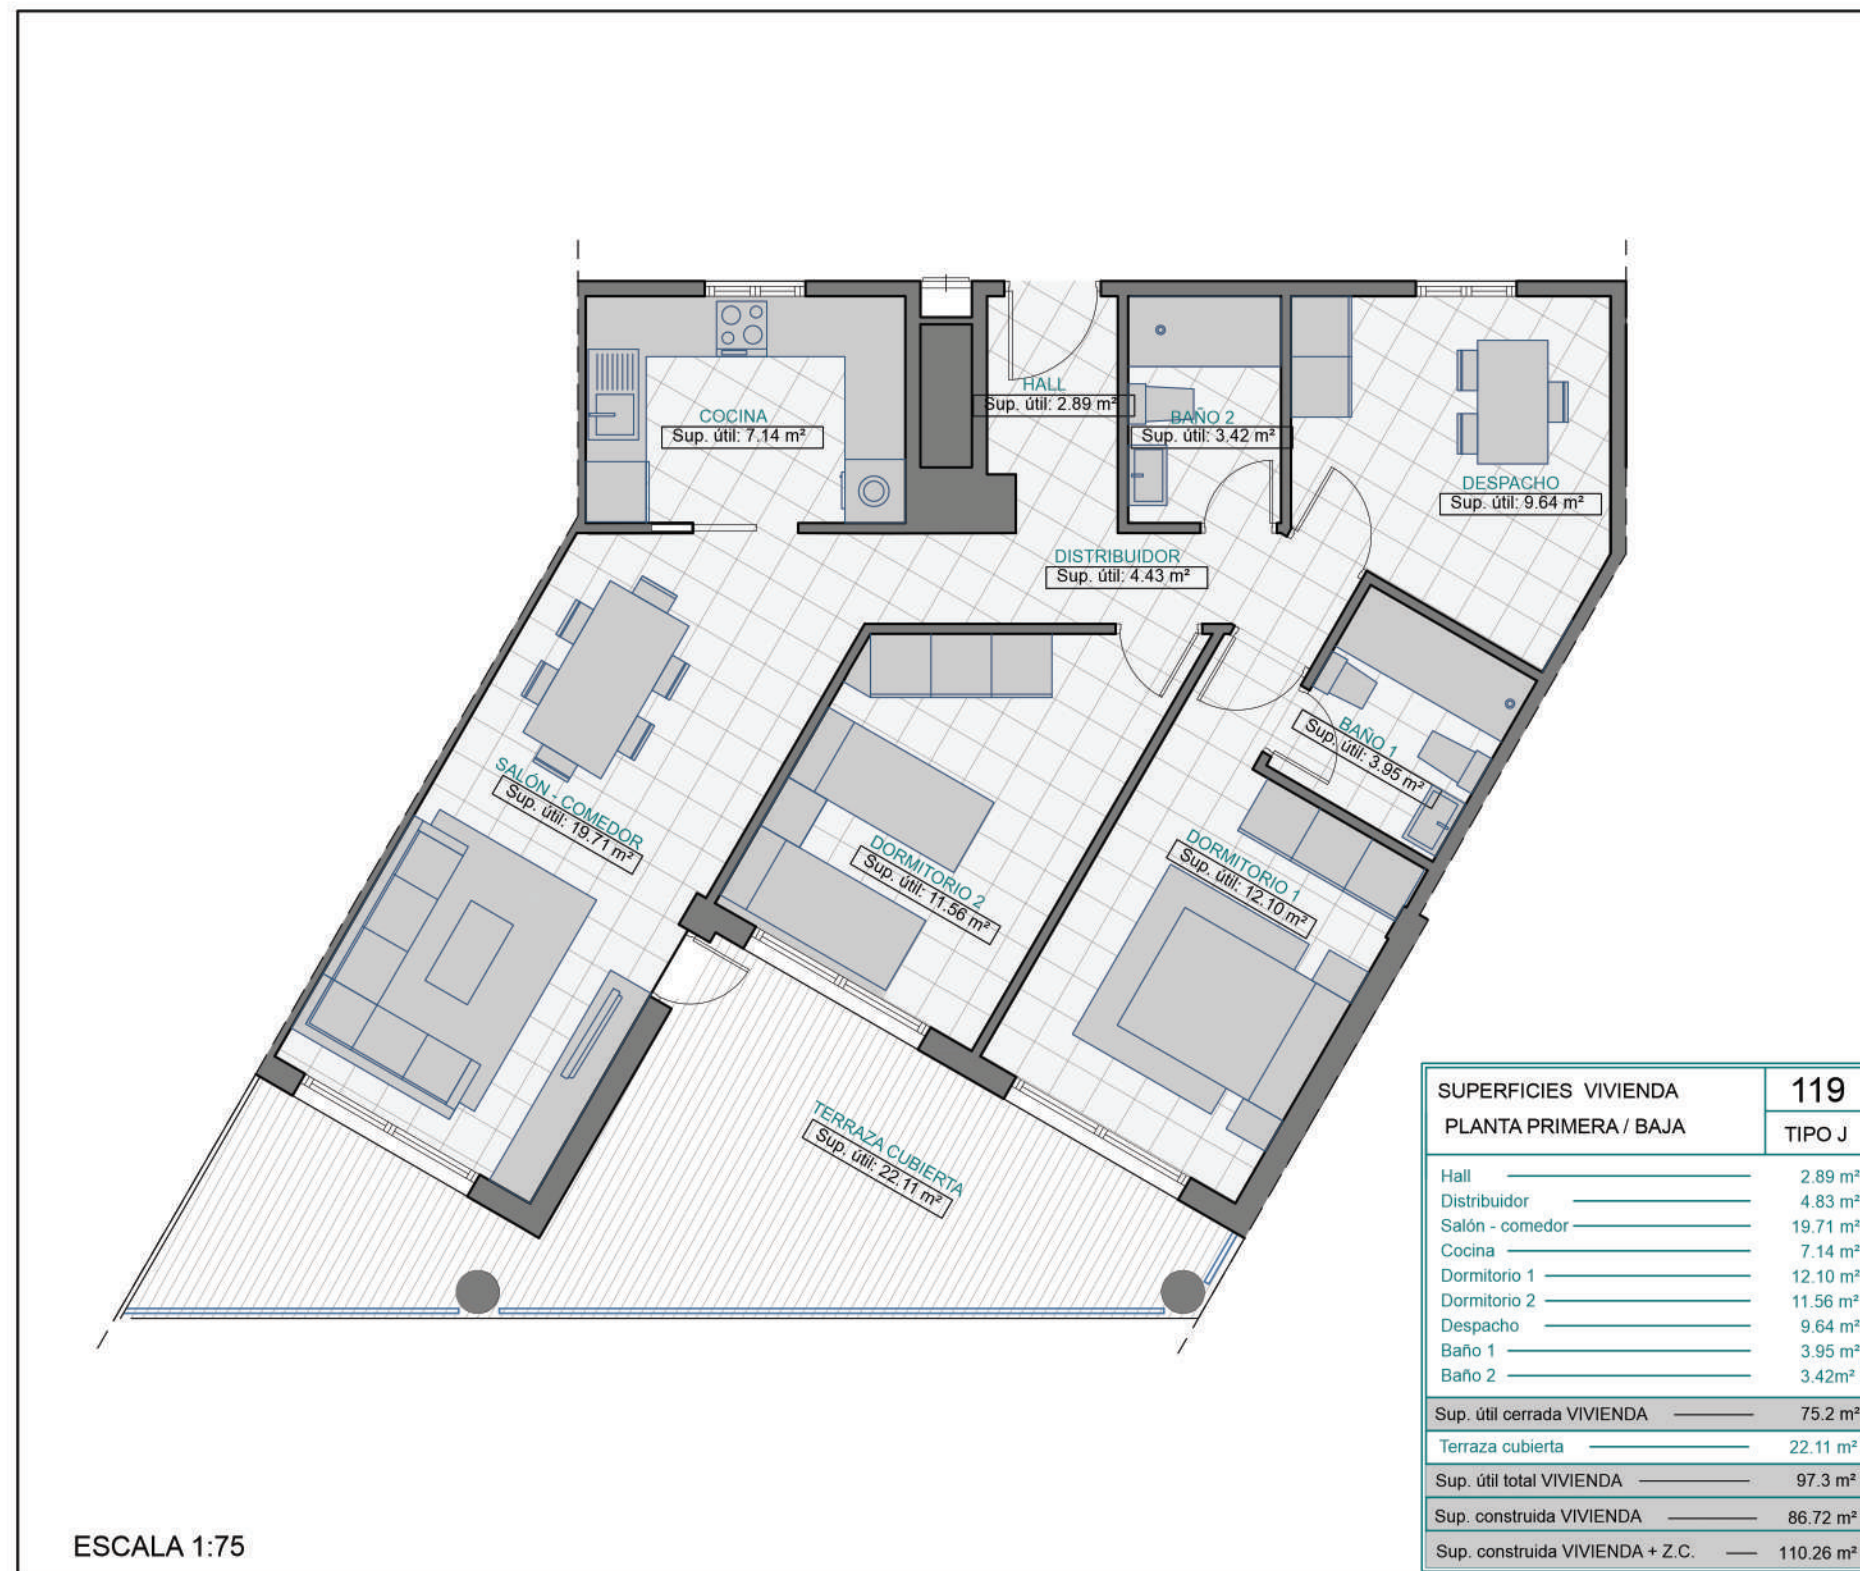 HALL
Sup. útil: 2.89 m²
COCINA
Sup. útil: 7.14 m²
BAÑO 2
Sup. útil: 3.42 m²
DESPACHO
Sup. útil: 9.64 m²
DISTRIBUIDOR
Sup. útil: 4.43 m²
BAÑO 1
Sup. útil: 3.95 m²
SALÓN - COMEDOR
Sup. útil: 19.71 m²
DORMITORIO 2
Sup. útil: 11.56 m²
DORMITORIO 1
Sup. útil: 12.10 m²
TERRAZA CUBIERTA
Sup. útil: 22.11 m²
SUPERFICIES VIVIENDA 119
PLANTA PRIMERA / BAJA TIPO J
Hall 2.89 m²
Distribuidor 4.83 m²
Salón - comedor 19.71 m²
Cocina 7.14 m²
Dormitorio 1 12.10 m²
Dormitorio 2 11.56 m²
Despacho 9.64 m²
Baño 1 3.95 m²
Baño 2 3.42m²
Sup. útil cerrada VIVIENDA 75.2 m²
Terraza cubierta 22.11 m²
Sup. útil total VIVIENDA 97.3 m²
Sup. construida VIVIENDA 86.72 m²
Sup. construida VIVIENDA + Z.C. 110.26 m²
ESCALA 1:75